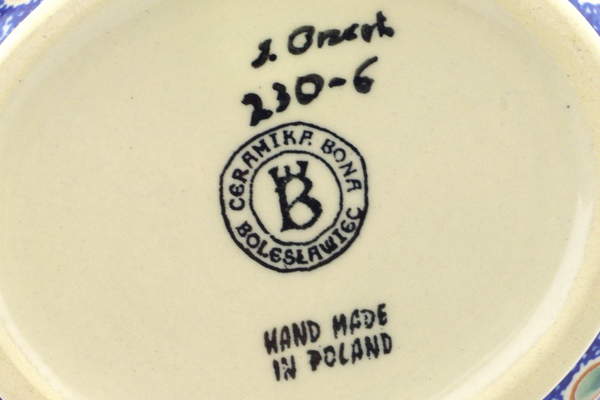 J. Orzech
230-6
CERAMIKA BONA
B
BOLESŁAWIEC
HAND MADE
IN POLAND